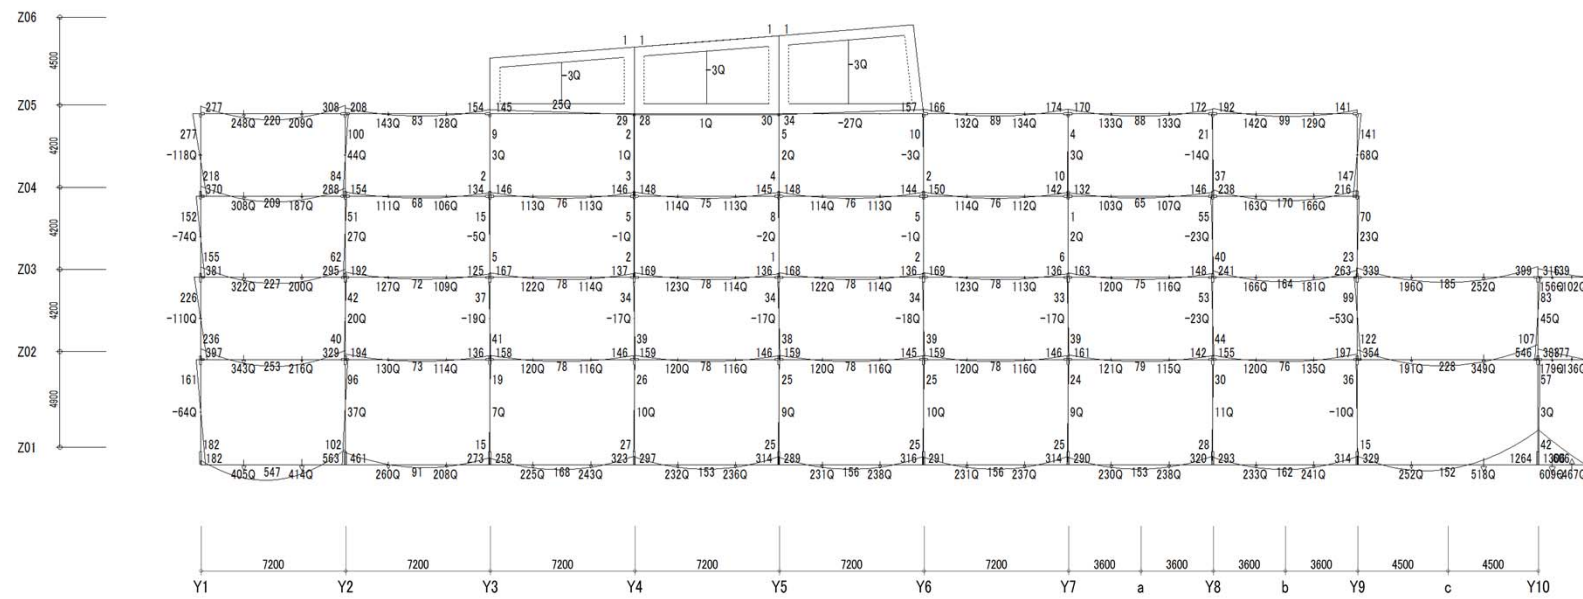 Z06
4500
1 1 1 1
-3Q -3Q -3Q
Z05
277 308 208 154 145 25Q 157 166 174 170 172 192 141
248Q 220 209Q 143Q 83 128Q 29 28 1Q 30 34 -27Q 132Q 89 134Q 133Q 88 133Q 142Q 99 129Q
277 100 9 2 5 10 4 21 141
4200
-118Q 44Q 3Q 1Q 2Q -3Q 3Q -14Q 68Q
218 84 2 3 4 2 10 37 147
Z04
370 288 154 134 146 146 148 145 148 144 150 142 132 146 238 216
308Q 209 187Q 111Q 68 106Q 113Q 76 113Q 114Q 75 113Q 114Q 76 113Q 114Q 76 112Q 103Q 65 107Q 163Q 170 166Q
152 51 15 5 8 5 1 55 70
4200
-74Q 27Q -5Q -1Q -2Q -1Q 2Q -23Q 23Q
155 62 5 2 1 2 6 40 23
Z03
381 295 192 125 167 137 169 136 168 136 169 136 163 148 241 263 339 399
322Q 227 200Q 127Q 72 109Q 122Q 78 114Q 123Q 78 114Q 122Q 78 114Q 123Q 78 113Q 120Q 75 116Q 166Q 164 181Q 196Q 185 252Q
226 42 37 34 34 34 33 53 99 83
4200
-110Q 20Q -19Q -17Q -17Q -18Q -17Q -23Q -53Q 45Q
236 40 41 39 38 39 39 44 122 107
Z02
397 329 194 136 158 146 159 146 159 145 159 146 161 142 155 197 354 546
343Q 253 216Q 130Q 73 114Q 120Q 78 116Q 120Q 78 116Q 120Q 78 116Q 120Q 78 116Q 121Q 79 115Q 120Q 76 135Q 191Q 228 349Q
161 96 19 26 25 25 24 30 36 57
4900
-64Q 37Q 7Q 10Q 9Q 10Q 9Q 11Q -10Q 3Q
182 102 15 27 25 25 25 28 15 42
Z01
182 563 461 273 258 323 297 314 289 316 291 314 290 320 293 314 329 1264
405Q 547 414Q 260Q 91 208Q 225Q 168 243Q 232Q 153 236Q 231Q 156 238Q 231Q 156 237Q 230Q 153 238Q 233Q 162 241Q 252Q 152 518Q
7200 7200 7200 7200 7200 7200 3600 3600 3600 3600 4500 4500
Y1 Y2 Y3 Y4 Y5 Y6 Y7 a Y8 b Y9 c Y10